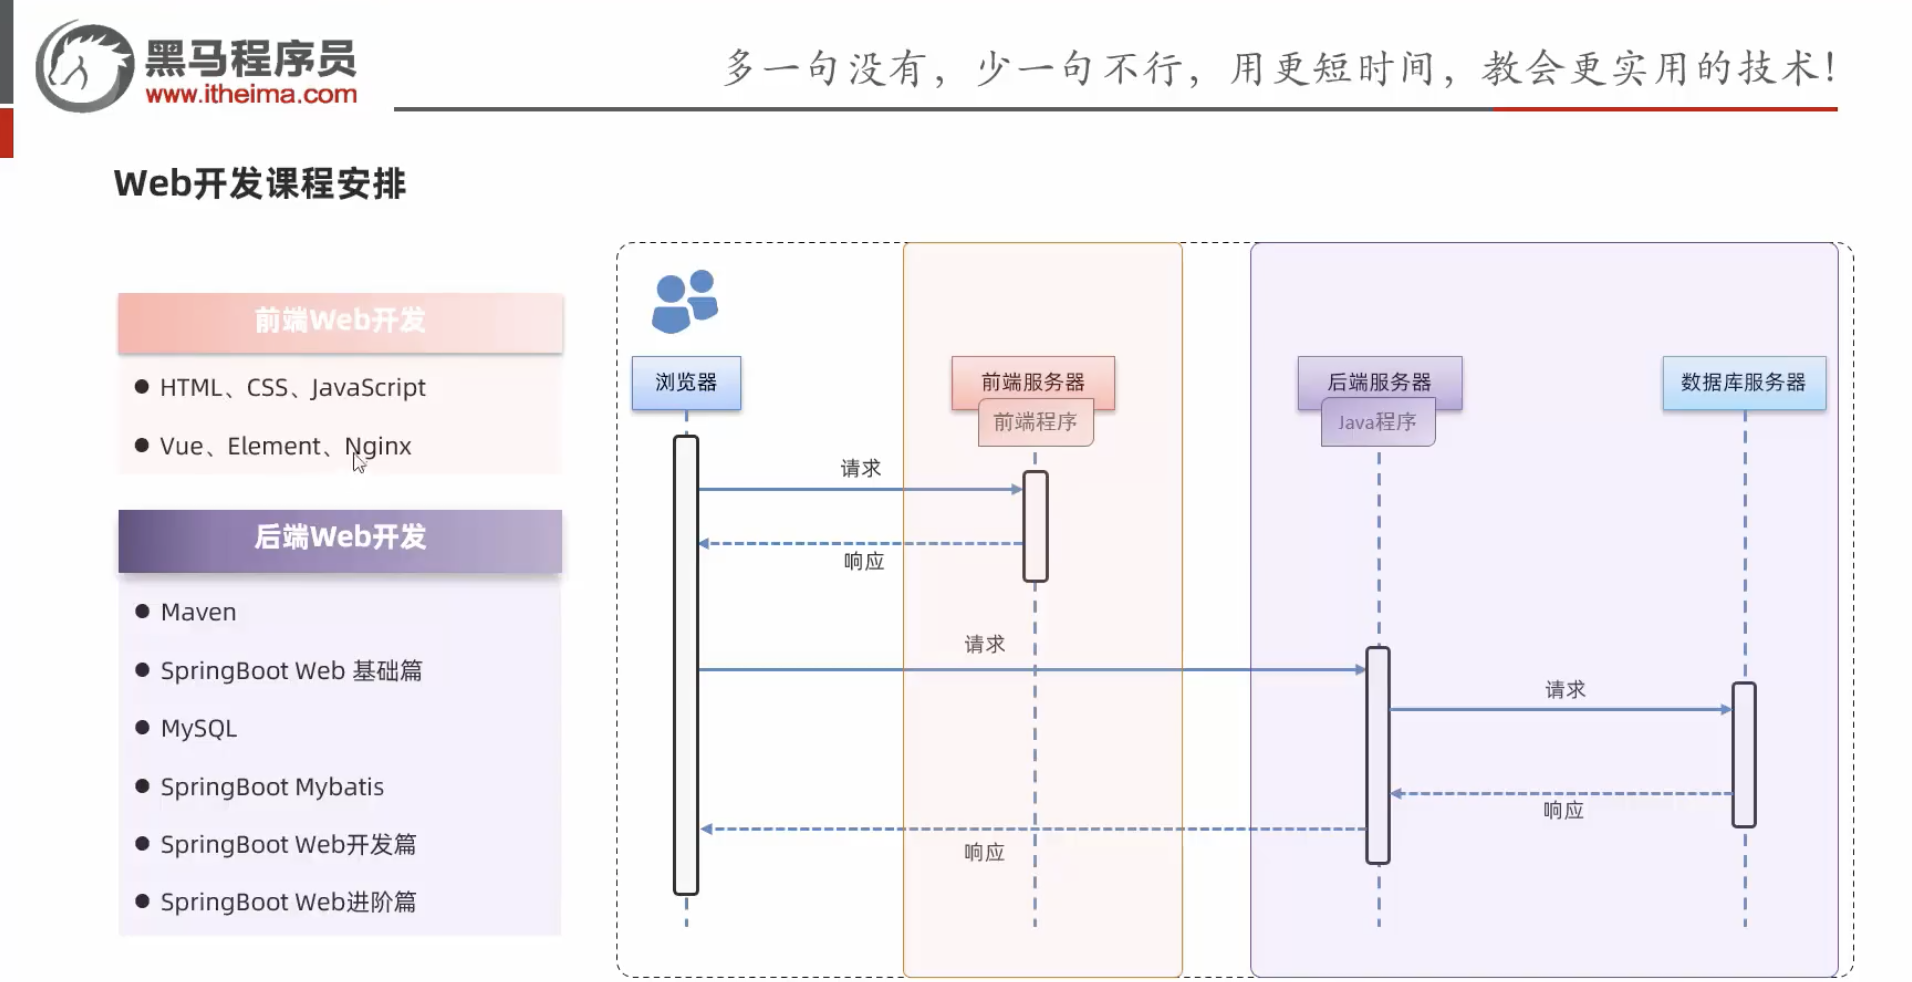 黑马程序员
www.itheima.com
多一句没有，少一句不行，用更短时间，教会更实用的技术！
Web开发课程安排
前端Web开发
HTML、CSS、JavaScript
Vue、Element、Nginx
后端Web开发
Maven
SpringBoot Web 基础篇
MySQL
SpringBoot Mybatis
SpringBoot Web开发篇
SpringBoot Web进阶篇
浏览器
前端服务器
前端程序
后端服务器
Java程序
数据库服务器
请求
响应
请求
请求
响应
响应